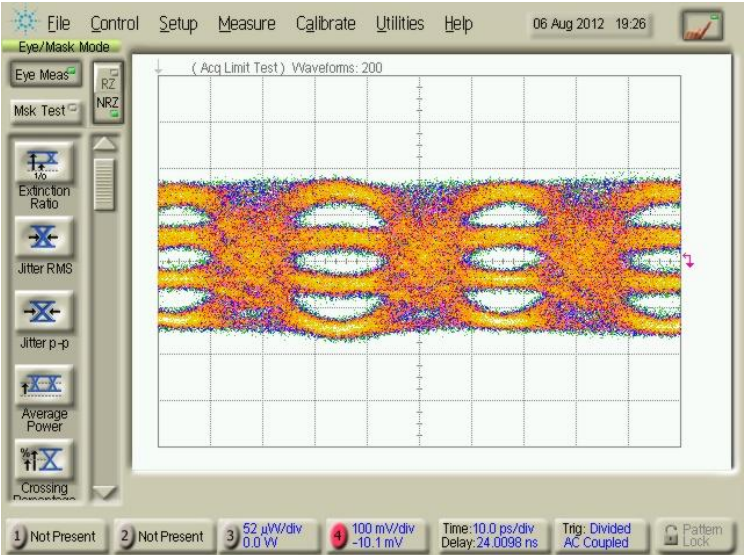 File Control Setup Measure Calibrate Utilities Help 06 Aug 2012 19:26
Eye/Mask Mode
Eye Meas
RZ
NRZ
Msk Test
( Acq Limit Test ) Waveforms: 200
1/0
Extinction
Ratio
Jitter RMS
Jitter p-p
Average
Power
%
Crossing
1 Not Present
2 Not Present
3 52 µW/div
0.0 W
4 100 mV/div
-10.1 mV
Time:10.0 ps/div
Delay:24.0098 ns
Trig: Divided
AC Coupled
Pattern
Lock